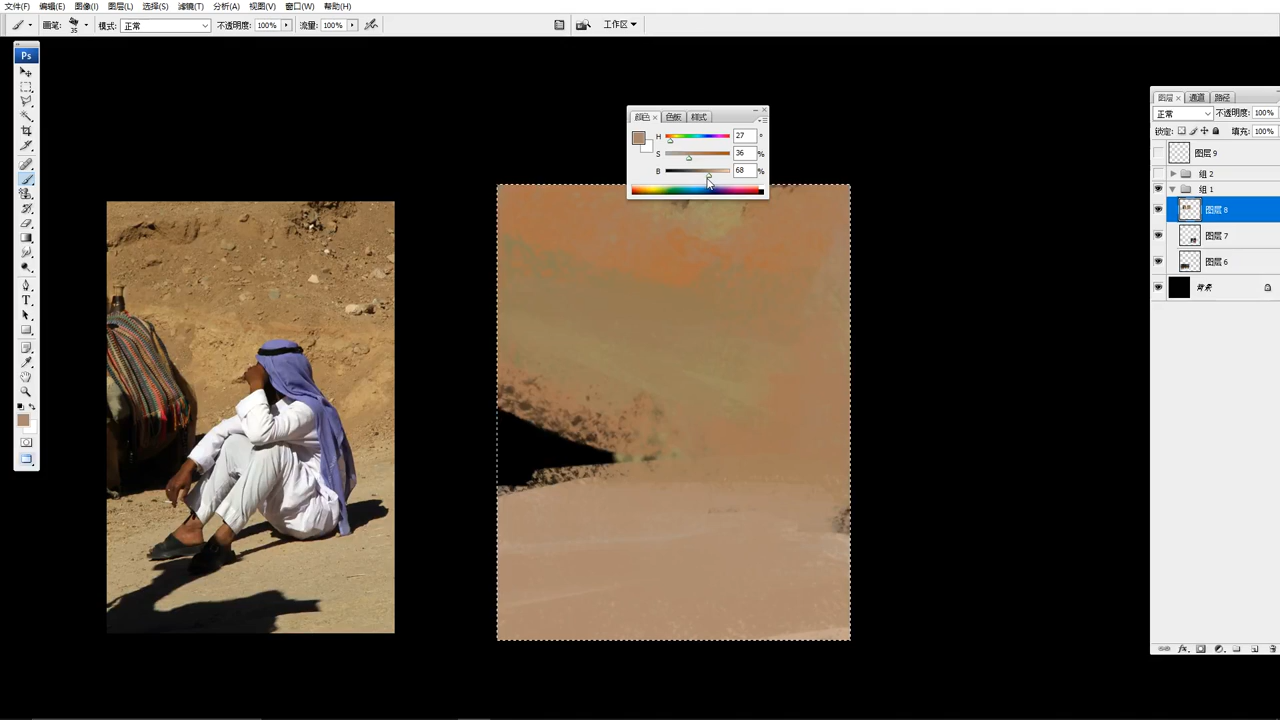 文件(F) 编辑(E) 图像(I) 图层(L) 选择(S) 滤镜(T) 分析(A) 视图(V) 窗口(W) 帮助(H)
画笔: 35 模式: 正常 不透明度: 100% 流量: 100% 工作区
Ps
颜色 色板 样式
H 27 °
S 36 %
B 68 %
图层 通道 路径
正常 不透明度: 100%
锁定: 填充: 100%
图层 9
组 2
组 1
图层 8
图层 7
图层 6
背景
T
fx